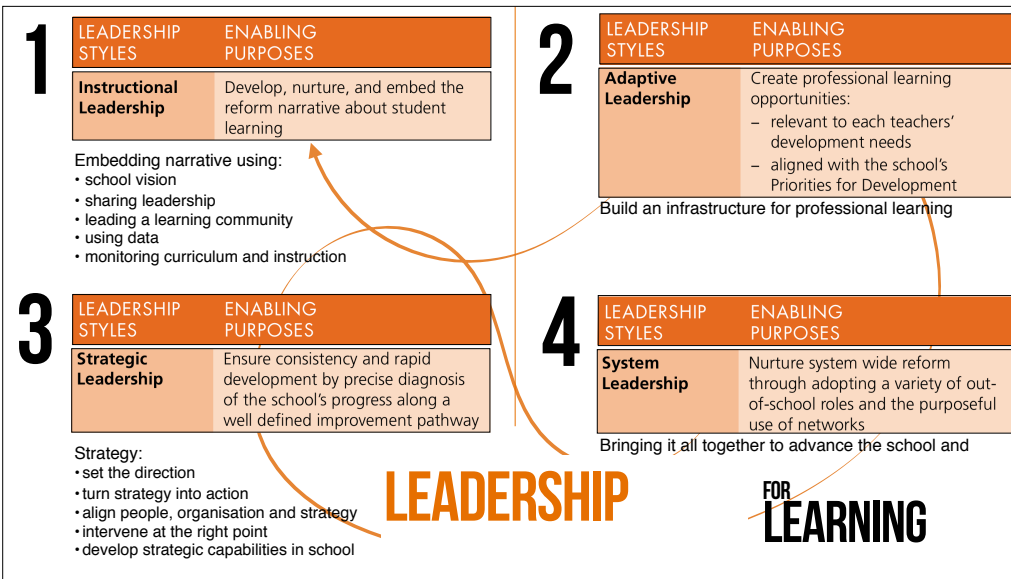 1
LEADERSHIP STYLES
ENABLING PURPOSES
Instructional Leadership
Develop, nurture, and embed the
reform narrative about student
learning
Embedding narrative using:
• school vision
• sharing leadership
• leading a learning community
• using data
• monitoring curriculum and instruction
2
LEADERSHIP STYLES
ENABLING PURPOSES
Adaptive Leadership
Create professional learning
opportunities:
– relevant to each teachers'
development needs
– aligned with the school's
Priorities for Development
Build an infrastructure for professional learning
3
LEADERSHIP STYLES
ENABLING PURPOSES
Strategic Leadership
Ensure consistency and rapid
development by precise diagnosis
of the school's progress along a
well defined improvement pathway
Strategy:
• set the direction
• turn strategy into action
• align people, organisation and strategy
• intervene at the right point
• develop strategic capabilities in school
4
LEADERSHIP STYLES
ENABLING PURPOSES
System Leadership
Nurture system wide reform
through adopting a variety of out-
of-school roles and the purposeful
use of networks
Bringing it all together to advance the school and
LEADERSHIP
FOR
LEARNING